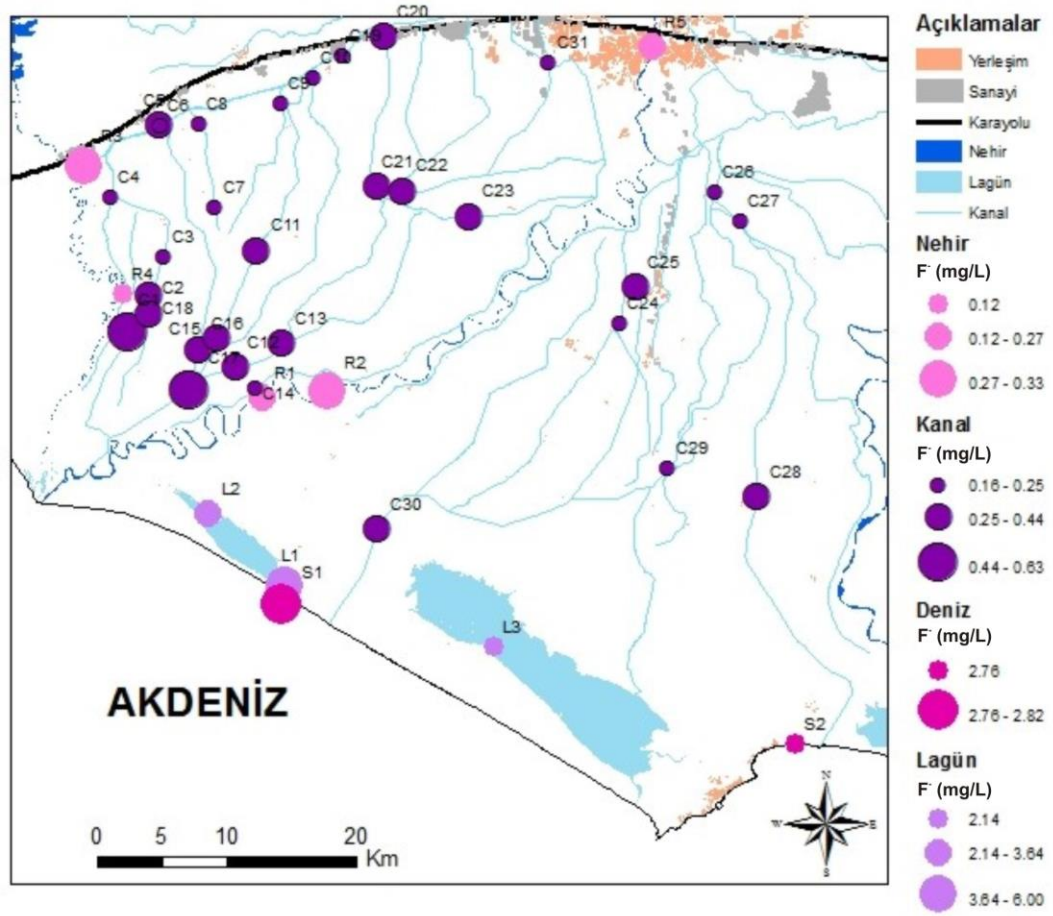 C20
R5
C19
C31
C10
C9
C5
C6
C8
R3
C21
C22
C4
C26
C7
C23
C27
C11
C3
C25
R4
C2
C18
C24
C15
C16
C13
C12
C17
R1
R2
C14
C29
C28
L2
C30
L1
S1
L3
AKDENİZ
S2
N
W
E
S
0 5 10 20
Km
Açıklamalar
Yerleşim
Sanayi
Karayolu
Nehir
Lagün
Kanal
Nehir
F⁻ (mg/L)
0.12
0.12 - 0.27
0.27 - 0.33
Kanal
F⁻ (mg/L)
0.16 - 0.25
0.25 - 0.44
0.44 - 0.63
Deniz
F⁻ (mg/L)
2.76
2.76 - 2.82
Lagün
F⁻ (mg/L)
2.14
2.14 - 3.64
3.64 - 6.00